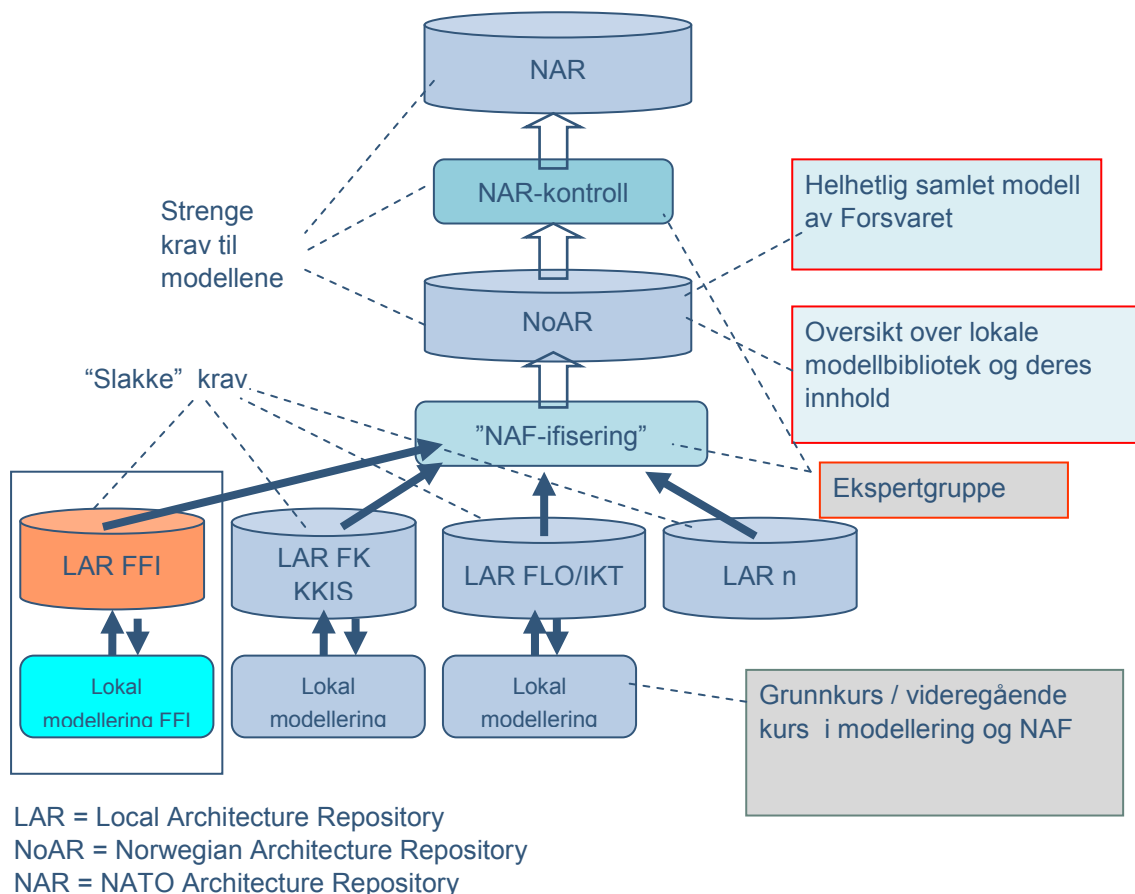 NAR
NAR-kontroll
Helhetlig samlet modell
av Forsvaret
Strenge
krav til
modellene
NoAR
Oversikt over lokale
modellbibliotek og deres
innhold
“Slakke” krav
”NAF-ifisering”
Ekspertgruppe
LAR FFI
LAR FK
KKIS
LAR FLO/IKT
LAR n
Lokal
modellering FFI
Lokal
modellering
Lokal
modellering
Grunnkurs / videregående
kurs i modellering og NAF
LAR = Local Architecture Repository
NoAR = Norwegian Architecture Repository
NAR = NATO Architecture Repository